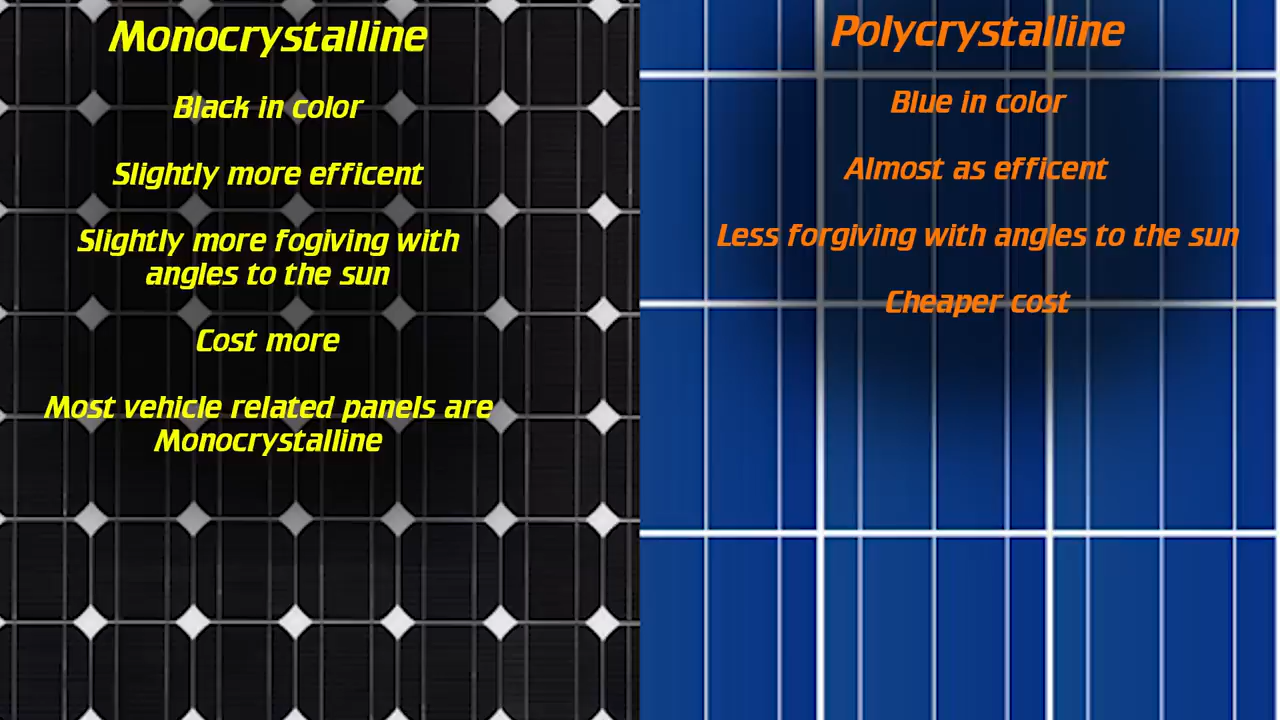 Monocrystalline
Black in color
Slightly more efficent
Slightly more fogiving with
angles to the sun
Cost more
Most vehicle related panels are
Monocrystalline
Polycrystalline
Blue in color
Almost as efficent
Less forgiving with angles to the sun
Cheaper cost